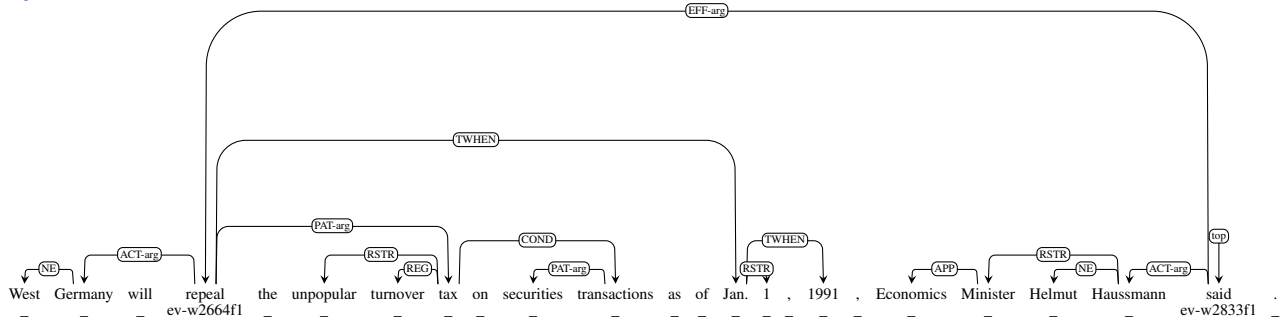 EFF-arg
TWHEN
PAT-arg COND TWHEN top
NE ACT-arg RSTR REG PAT-arg RSTR APP RSTR NE ACT-arg
West Germany will repeal the unpopular turnover tax on securities transactions as of Jan. 1 , 1991 , Economics Minister Helmut Haussmann said .
_ _ _ ev-w2664f1 _ _ _ _ _ _ _ _ _ _ _ _ _ _ _ _ _ _ ev-w2833f1 _